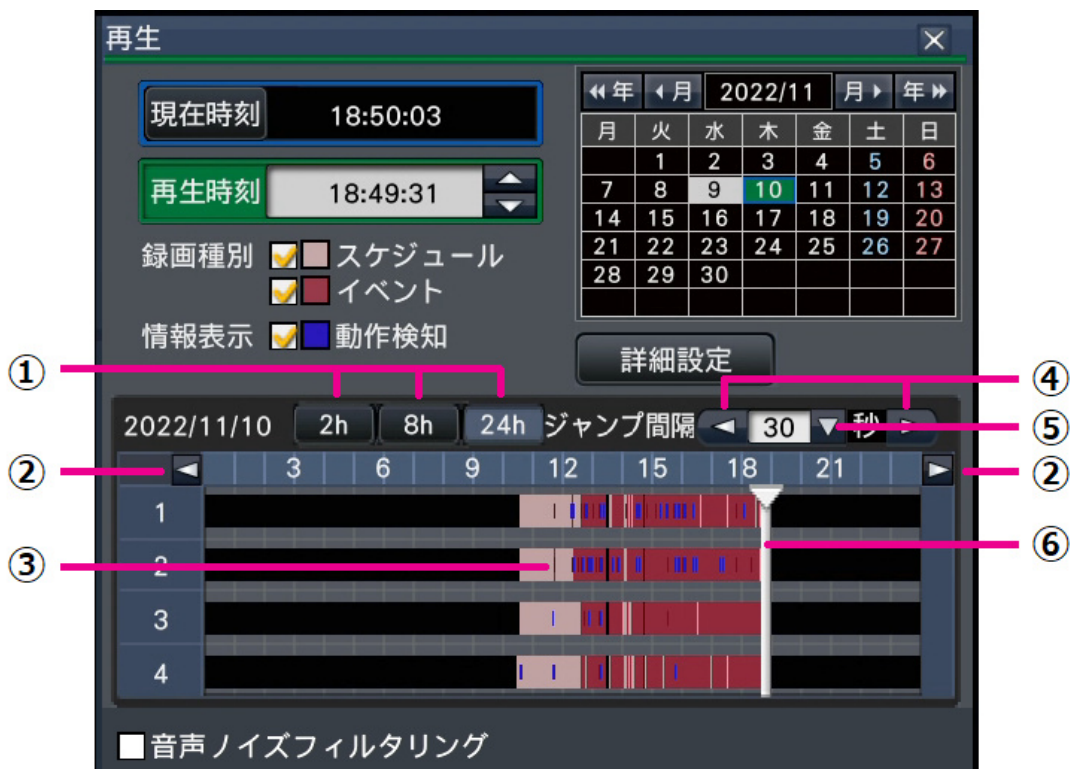 再生
現在時刻 18:50:03
再生時刻 18:49:31
録画種別 スケジュール
イベント
情報表示 動作検知
年 月 2022/11 月 年
月 火 水 木 金 土 日
1 2 3 4 5 6
7 8 9 10 11 12 13
14 15 16 17 18 19 20
21 22 23 24 25 26 27
28 29 30
詳細設定
① ④
2022/11/10 2h 8h 24h ジャンプ間隔 30 秒 ⑤
② 3 6 9 12 15 18 21 ②
1
⑥
③ 2
3
4
音声ノイズフィルタリング